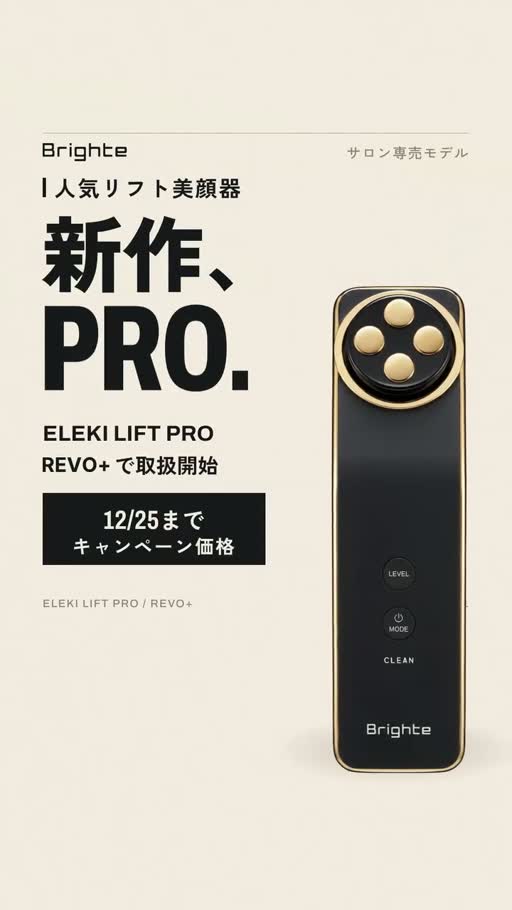 Brighte
サロン専売モデル
人気リフト美顔器
新作、
PRO.
ELEKI LIFT PRO
REVO+ で取扱開始
12/25まで
キャンペーン価格
ELEKI LIFT PRO / REVO+
LEVEL
MODE
CLEAN
Brighte